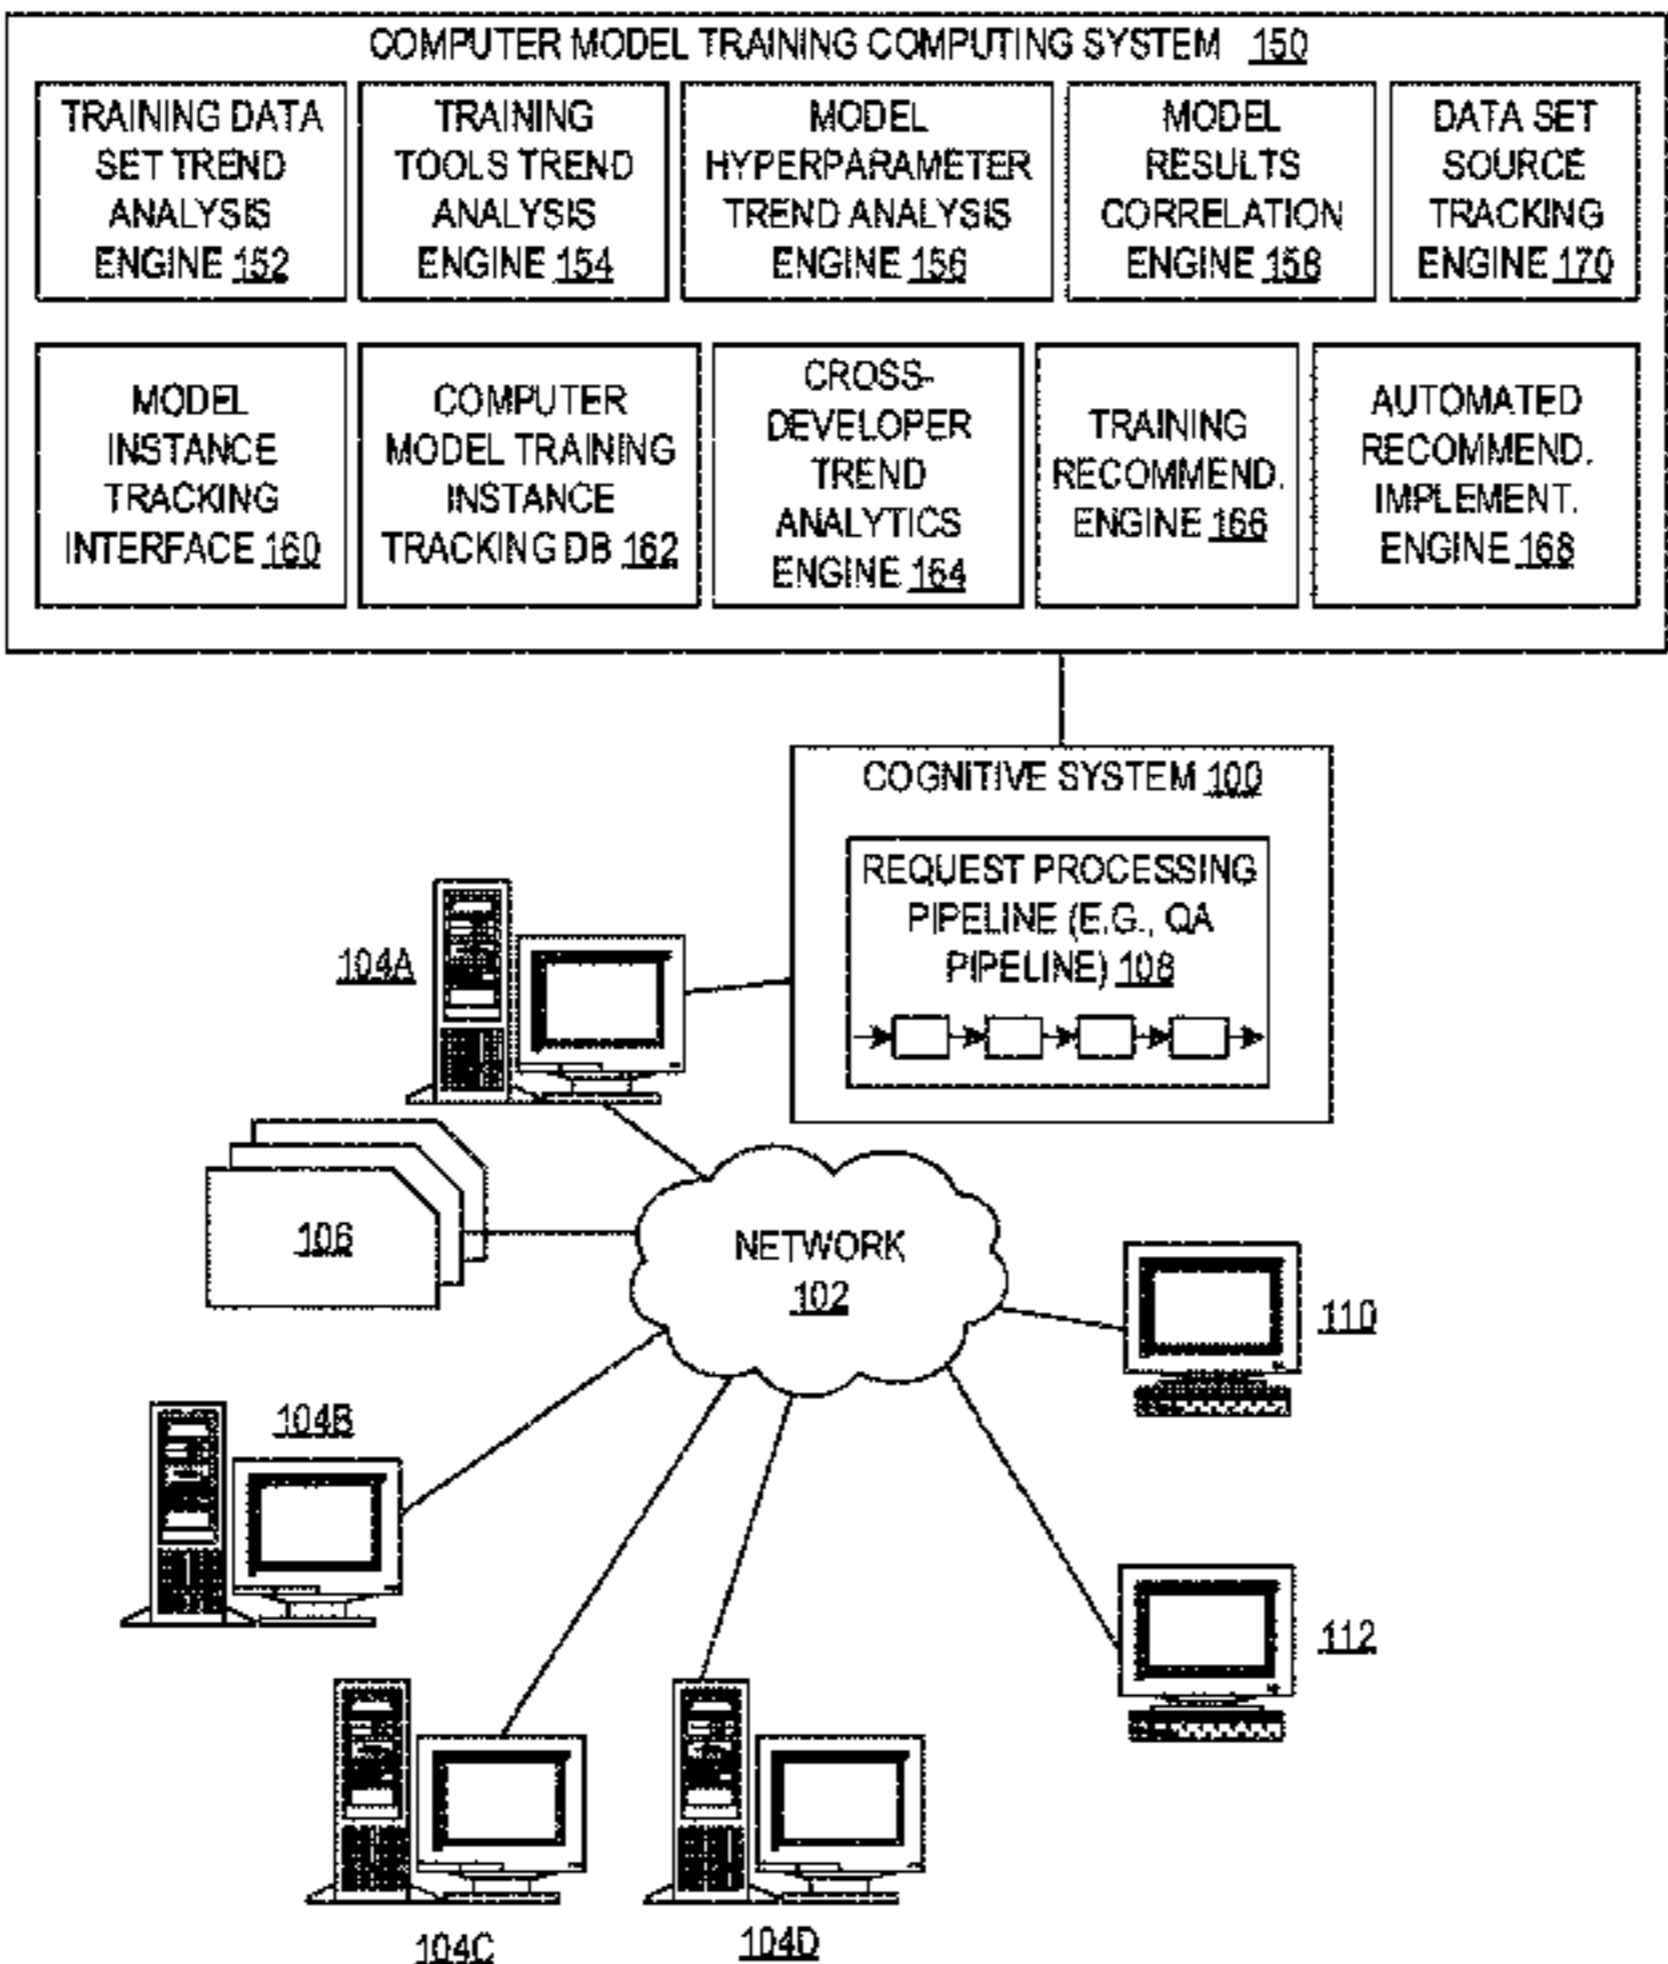 COMPUTER MODEL TRAINING COMPUTING SYSTEM 150
TRAINING DATA
SET TREND
ANALYSIS
ENGINE 152
TRAINING
TOOLS TREND
ANALYSIS
ENGINE 154
MODEL
HYPERPARAMETER
TREND ANALYSIS
ENGINE 156
MODEL
RESULTS
CORRELATION
ENGINE 158
DATA SET
SOURCE
TRACKING
ENGINE 170
MODEL
INSTANCE
TRACKING
INTERFACE 160
COMPUTER
MODEL TRAINING
INSTANCE
TRACKING DB 162
CROSS-
DEVELOPER
TREND
ANALYTICS
ENGINE 164
TRAINING
RECOMMEND.
ENGINE 166
AUTOMATED
RECOMMEND.
IMPLEMENT.
ENGINE 168
COGNITIVE SYSTEM 100
REQUEST PROCESSING
PIPELINE (E.G., QA
PIPELINE) 108
104A
106
NETWORK
102
110
104B
112
104C
104D